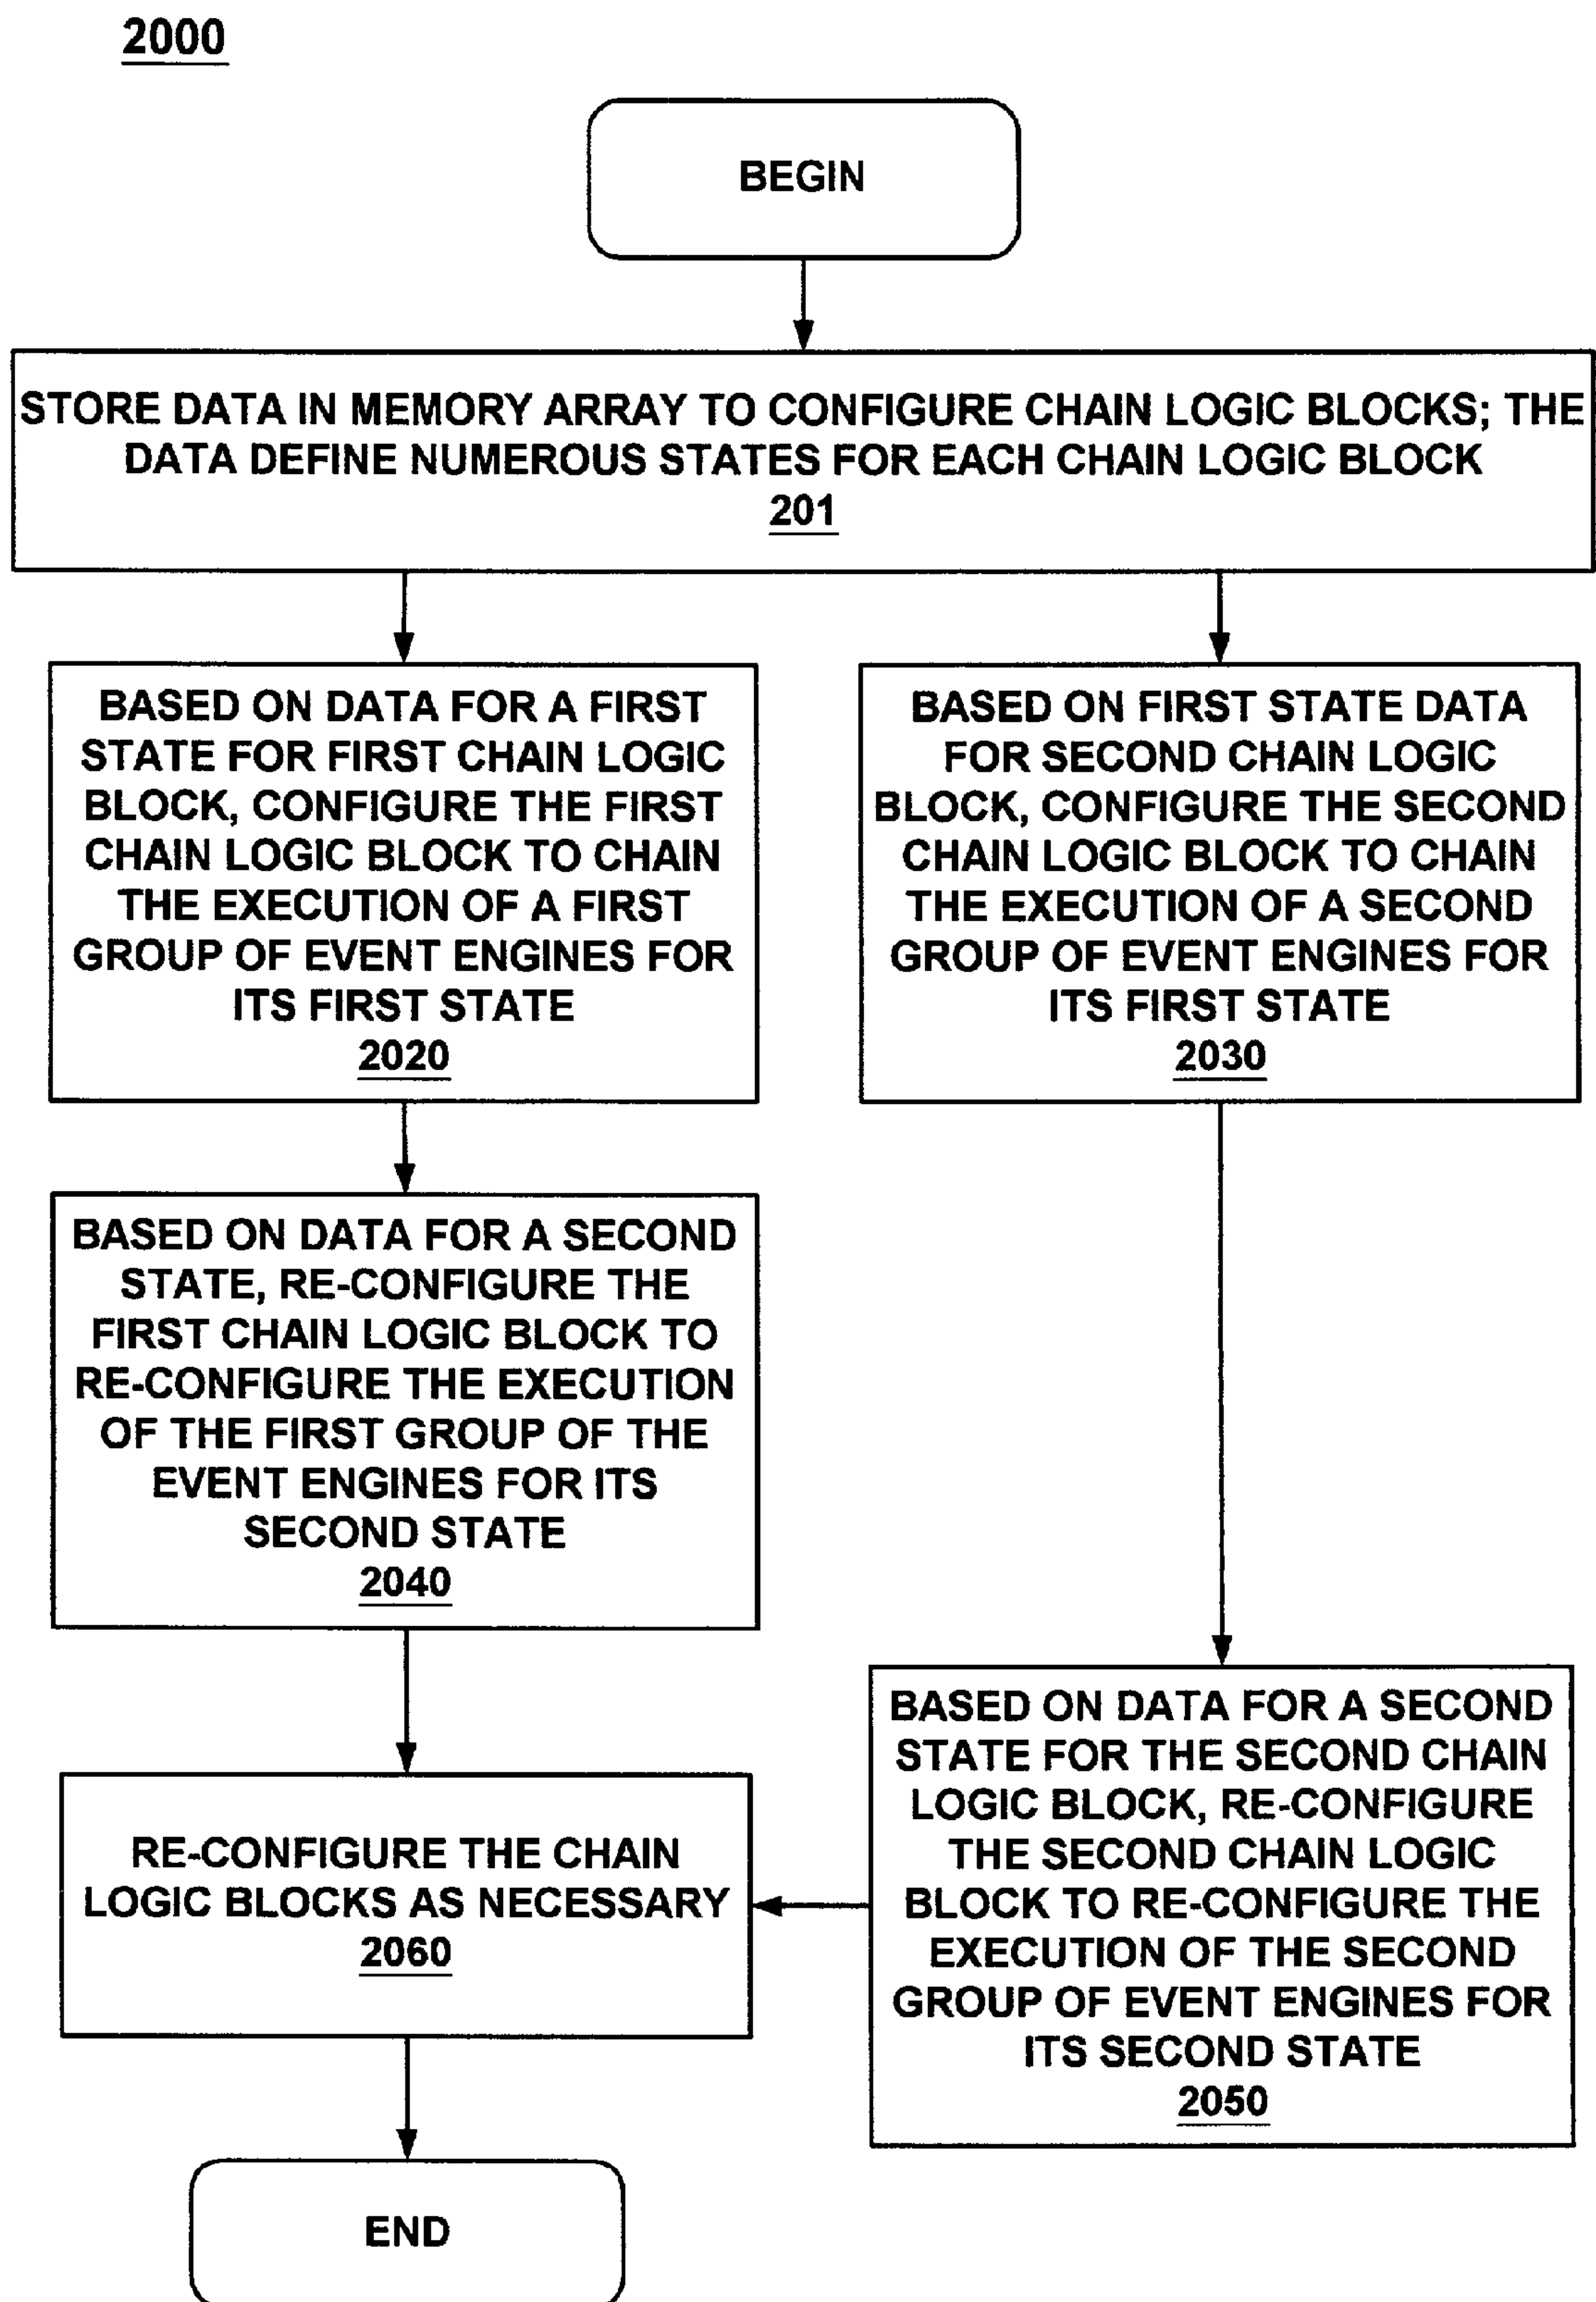 2000
BEGIN
STORE DATA IN MEMORY ARRAY TO CONFIGURE CHAIN LOGIC BLOCKS; THE
DATA DEFINE NUMEROUS STATES FOR EACH CHAIN LOGIC BLOCK
201
BASED ON DATA FOR A FIRST
STATE FOR FIRST CHAIN LOGIC
BLOCK, CONFIGURE THE FIRST
CHAIN LOGIC BLOCK TO CHAIN
THE EXECUTION OF A FIRST
GROUP OF EVENT ENGINES FOR
ITS FIRST STATE
2020
BASED ON FIRST STATE DATA
FOR SECOND CHAIN LOGIC
BLOCK, CONFIGURE THE SECOND
CHAIN LOGIC BLOCK TO CHAIN
THE EXECUTION OF A SECOND
GROUP OF EVENT ENGINES FOR
ITS FIRST STATE
2030
BASED ON DATA FOR A SECOND
STATE, RE-CONFIGURE THE
FIRST CHAIN LOGIC BLOCK TO
RE-CONFIGURE THE EXECUTION
OF THE FIRST GROUP OF THE
EVENT ENGINES FOR ITS
SECOND STATE
2040
BASED ON DATA FOR A SECOND
STATE FOR THE SECOND CHAIN
LOGIC BLOCK, RE-CONFIGURE
THE SECOND CHAIN LOGIC
BLOCK TO RE-CONFIGURE THE
EXECUTION OF THE SECOND
GROUP OF EVENT ENGINES FOR
ITS SECOND STATE
2050
RE-CONFIGURE THE CHAIN
LOGIC BLOCKS AS NECESSARY
2060
END